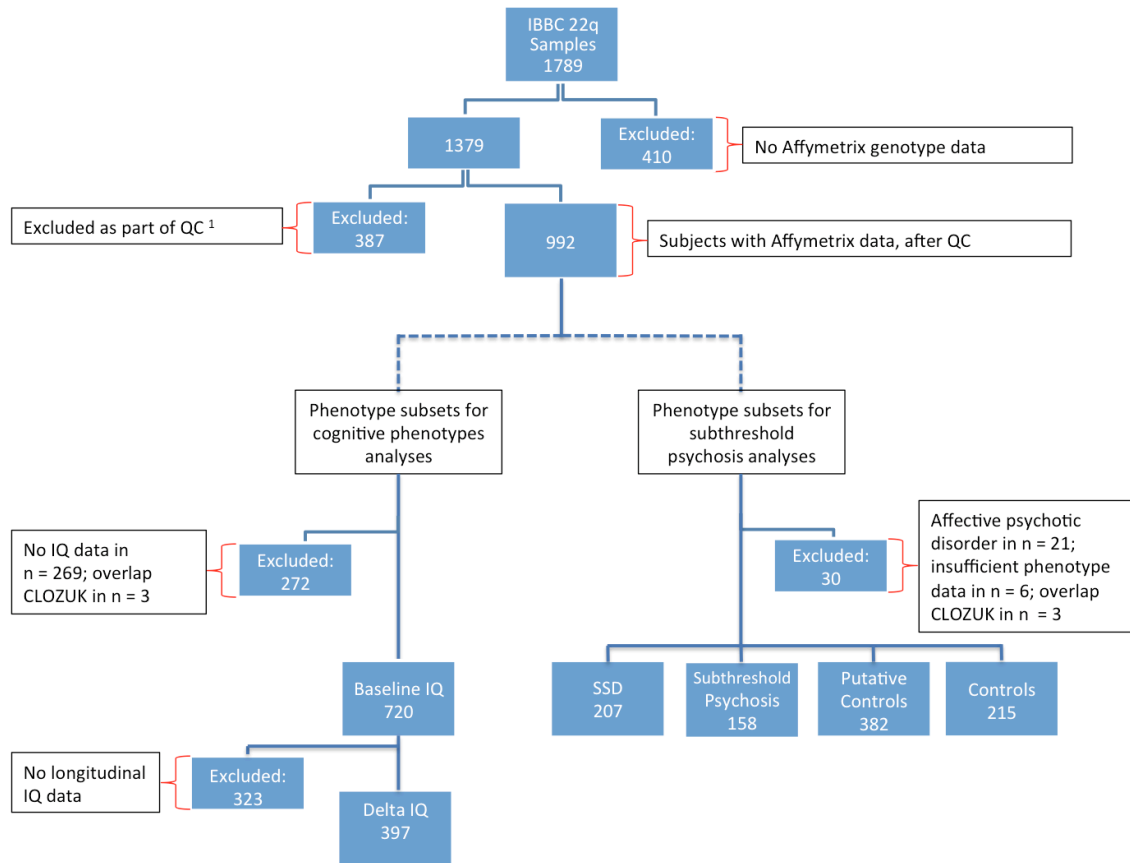 IBBC 22q
Samples
1789
1379
Excluded:
410
No Affymetrix genotype data
Excluded as part of QC 1
Excluded:
387
992
Subjects with Affymetrix data, after QC
Phenotype subsets for
cognitive phenotypes
analyses
Phenotype subsets for
subthreshold
psychosis analyses
No IQ data in
n = 269; overlap
CLOZUK in n = 3
Excluded:
272
Excluded:
30
Affective psychotic
disorder in n = 21;
insufficient phenotype
data in n = 6; overlap
CLOZUK in n = 3
Baseline IQ
720
SSD
207
Subthreshold
Psychosis
158
Putative
Controls
382
Controls
215
No longitudinal
IQ data
Excluded:
323
Delta IQ
397